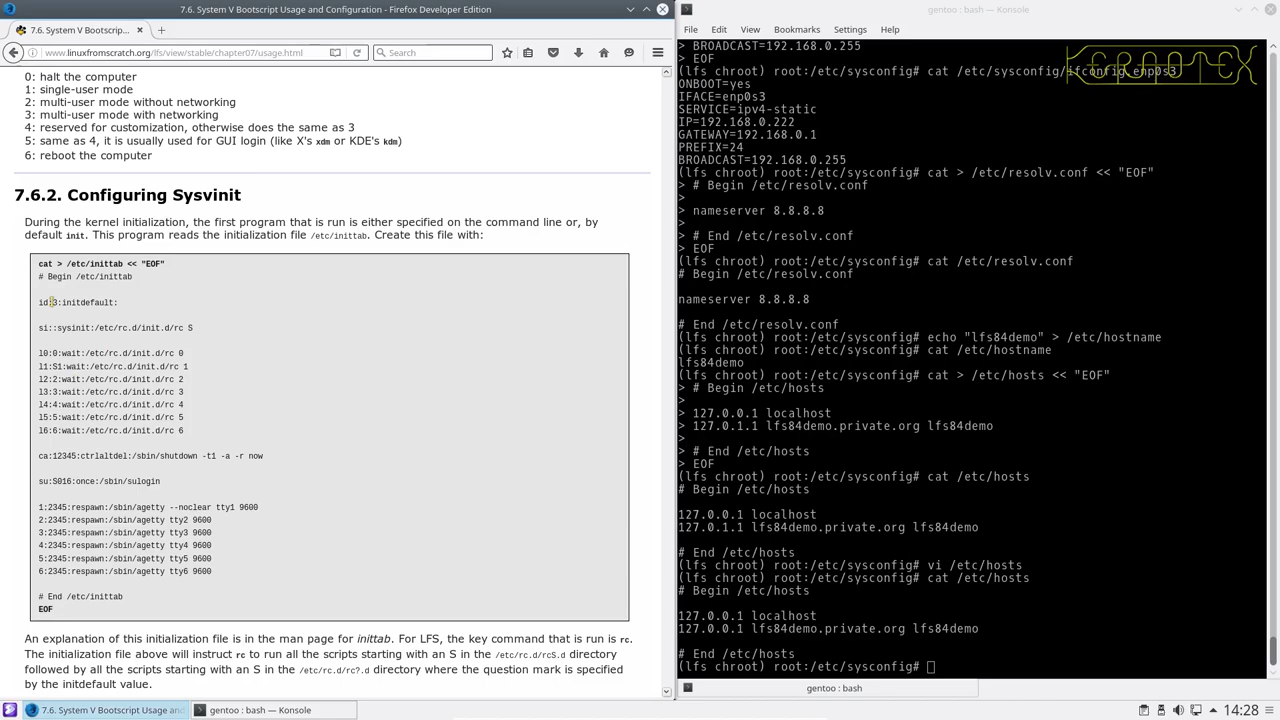 7.6. System V Bootscript Usage and Configuration - Firefox Developer Edition
7.6. System V Bootscrip...
www.linuxfromscratch.org/lfs/view/stable/chapter07/usage.html
Search
0: halt the computer
1: single-user mode
2: multi-user mode without networking
3: multi-user mode with networking
4: reserved for customization, otherwise does the same as 3
5: same as 4, it is usually used for GUI login (like X's xdm or KDE's kdm)
6: reboot the computer
7.6.2. Configuring Sysvinit
During the kernel initialization, the first program that is run is either specified on the command line or, by
default init. This program reads the initialization file /etc/inittab. Create this file with:
cat > /etc/inittab << "EOF"
# Begin /etc/inittab
id:3:initdefault:
si::sysinit:/etc/rc.d/init.d/rc S
l0:0:wait:/etc/rc.d/init.d/rc 0
l1:S1:wait:/etc/rc.d/init.d/rc 1
l2:2:wait:/etc/rc.d/init.d/rc 2
l3:3:wait:/etc/rc.d/init.d/rc 3
l4:4:wait:/etc/rc.d/init.d/rc 4
l5:5:wait:/etc/rc.d/init.d/rc 5
l6:6:wait:/etc/rc.d/init.d/rc 6
ca:12345:ctrlaltdel:/sbin/shutdown -t1 -a -r now
su:S016:once:/sbin/sulogin
1:2345:respawn:/sbin/agetty --noclear tty1 9600
2:2345:respawn:/sbin/agetty tty2 9600
3:2345:respawn:/sbin/agetty tty3 9600
4:2345:respawn:/sbin/agetty tty4 9600
5:2345:respawn:/sbin/agetty tty5 9600
6:2345:respawn:/sbin/agetty tty6 9600
# End /etc/inittab
EOF
An explanation of this initialization file is in the man page for inittab. For LFS, the key command that is run is rc.
The initialization file above will instruct rc to run all the scripts starting with an S in the /etc/rc.d/rcS.d directory
followed by all the scripts starting with an S in the /etc/rc.d/rc?.d directory where the question mark is specified
by the initdefault value.
gentoo : bash — Konsole
File Edit View Bookmarks Settings Help
> BROADCAST=192.168.0.255
> EOF
(lfs chroot) root:/etc/sysconfig# cat /etc/sysconfig/ifconfig.enp0s3
ONBOOT=yes
IFACE=enp0s3
SERVICE=ipv4-static
IP=192.168.0.222
GATEWAY=192.168.0.1
PREFIX=24
BROADCAST=192.168.0.255
(lfs chroot) root:/etc/sysconfig# cat > /etc/resolv.conf << "EOF"
> # Begin /etc/resolv.conf
>
> nameserver 8.8.8.8
>
> # End /etc/resolv.conf
> EOF
(lfs chroot) root:/etc/sysconfig# cat /etc/resolv.conf
# Begin /etc/resolv.conf
nameserver 8.8.8.8
# End /etc/resolv.conf
(lfs chroot) root:/etc/sysconfig# echo "lfs84demo" > /etc/hostname
(lfs chroot) root:/etc/sysconfig# cat /etc/hostname
lfs84demo
(lfs chroot) root:/etc/sysconfig# cat > /etc/hosts << "EOF"
> # Begin /etc/hosts
>
> 127.0.0.1 localhost
> 127.0.1.1 lfs84demo.private.org lfs84demo
>
> # End /etc/hosts
> EOF
(lfs chroot) root:/etc/sysconfig# cat /etc/hosts
# Begin /etc/hosts
127.0.0.1 localhost
127.0.1.1 lfs84demo.private.org lfs84demo
# End /etc/hosts
(lfs chroot) root:/etc/sysconfig# vi /etc/hosts
(lfs chroot) root:/etc/sysconfig# cat /etc/hosts
# Begin /etc/hosts
127.0.0.1 localhost
127.0.0.1 lfs84demo.private.org lfs84demo
# End /etc/hosts
(lfs chroot) root:/etc/sysconfig#
gentoo : bash
7.6. System V Bootscript Usage and
gentoo : bash — Konsole
14:28